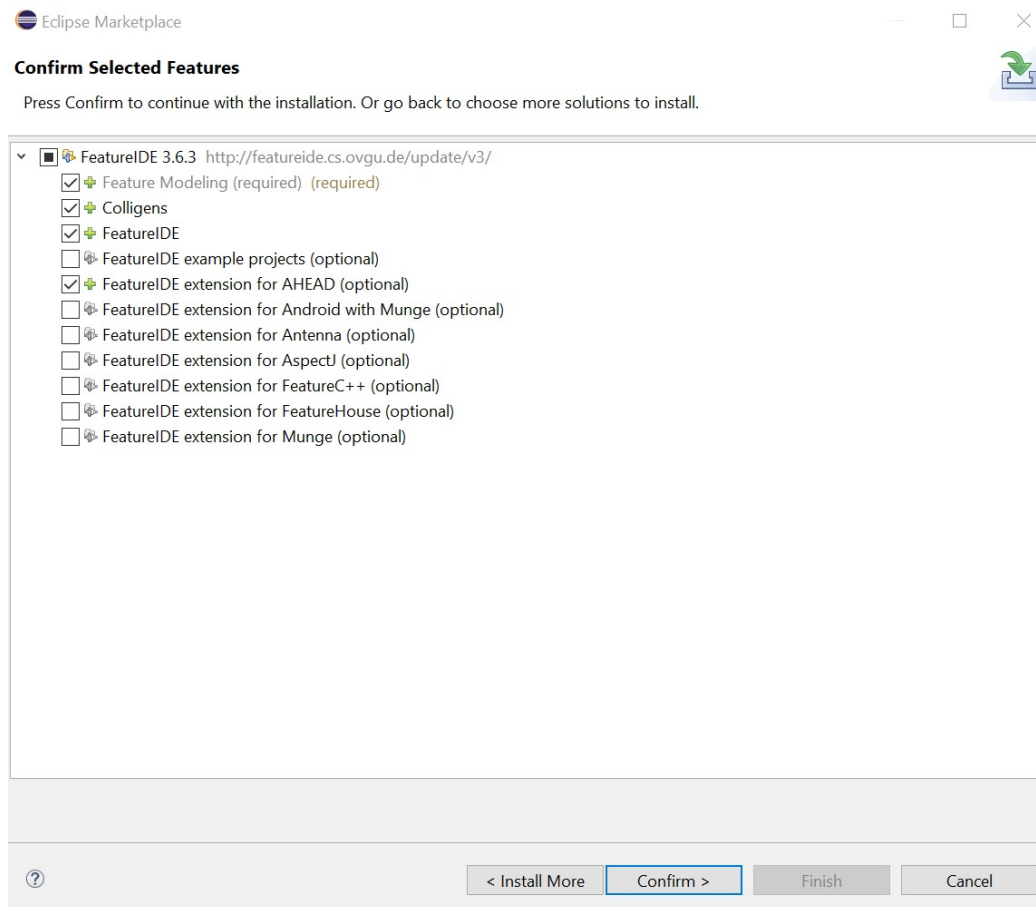 Eclipse Marketplace
Confirm Selected Features
Press Confirm to continue with the installation. Or go back to choose more solutions to install.
FeatureIDE 3.6.3 http://featureide.cs.ovgu.de/update/v3/
Feature Modeling (required) (required)
Colligens
FeatureIDE
FeatureIDE example projects (optional)
FeatureIDE extension for AHEAD (optional)
FeatureIDE extension for Android with Munge (optional)
FeatureIDE extension for Antenna (optional)
FeatureIDE extension for AspectJ (optional)
FeatureIDE extension for FeatureC++ (optional)
FeatureIDE extension for FeatureHouse (optional)
FeatureIDE extension for Munge (optional)
? < Install More Confirm > Finish Cancel